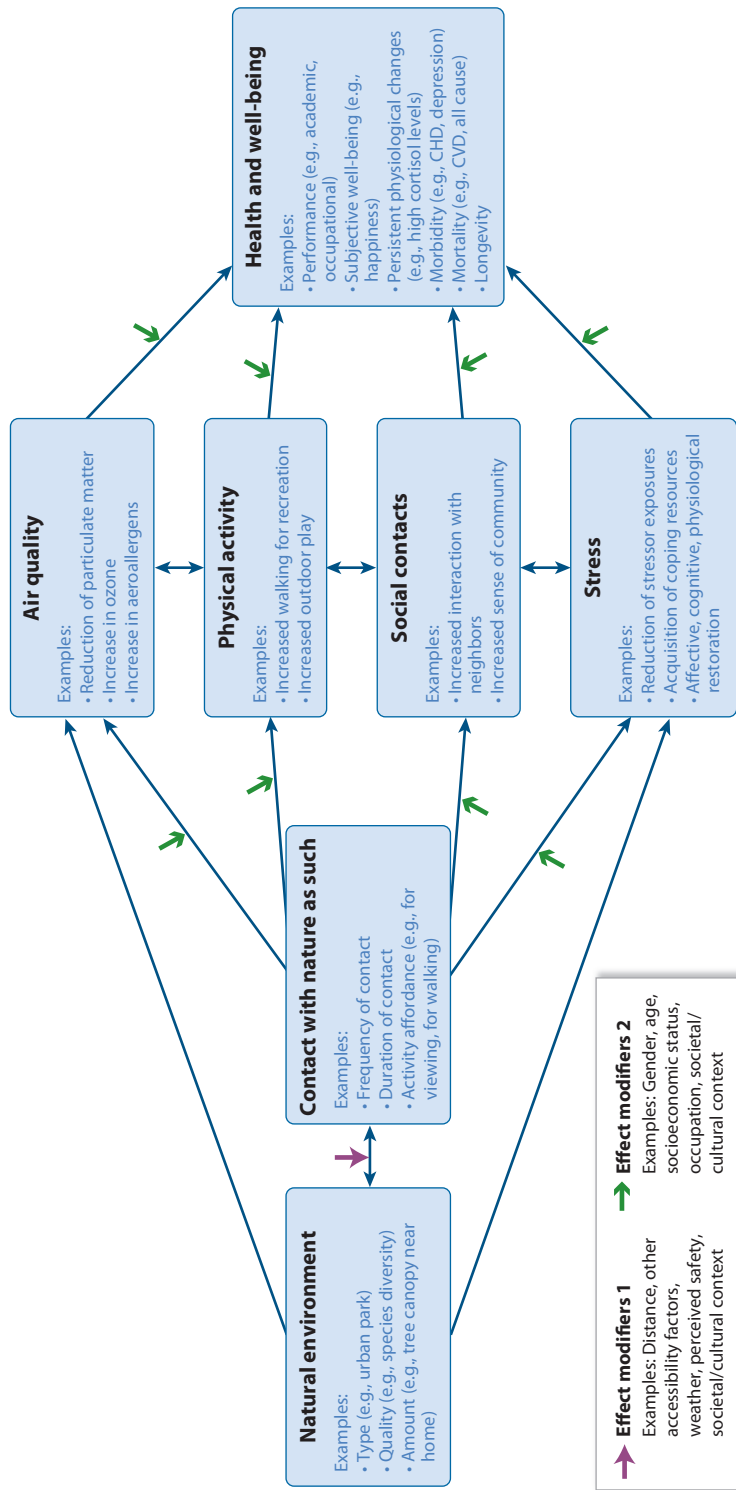 Natural environment
Examples:
• Type (e.g., urban park)
• Quality (e.g., species diversity)
• Amount (e.g., tree canopy near
home)
Contact with nature as such
Examples:
• Frequency of contact
• Duration of contact
• Activity affordance (e.g., for
viewing, for walking)
Air quality
Examples:
• Reduction of particulate matter
• Increase in ozone
• Increase in aeroallergens
Physical activity
Examples:
• Increased walking for recreation
• Increased outdoor play
Social contacts
Examples:
• Increased interaction with
neighbors
• Increased sense of community
Stress
Examples:
• Reduction of stressor exposures
• Acquisition of coping resources
• Affective, cognitive, physiological
restoration
Health and well-being
Examples:
• Performance (e.g., academic,
occupational)
• Subjective well-being (e.g.,
happiness)
• Persistent physiological changes
(e.g., high cortisol levels)
• Morbidity (e.g., CHD, depression)
• Mortality (e.g., CVD, all cause)
• Longevity
Effect modifiers 1
Examples: Distance, other
accessibility factors,
weather, perceived safety,
societal/cultural context
Effect modifiers 2
Examples: Gender, age,
socioeconomic status,
occupation, societal/
cultural context